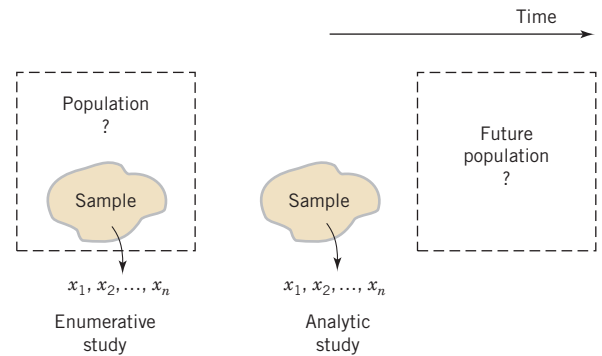 Time
Population
?
Sample
x₁, x₂,…, xₙ
Enumerative
study
Sample
x₁, x₂,…, xₙ
Analytic
study
Future
population
?